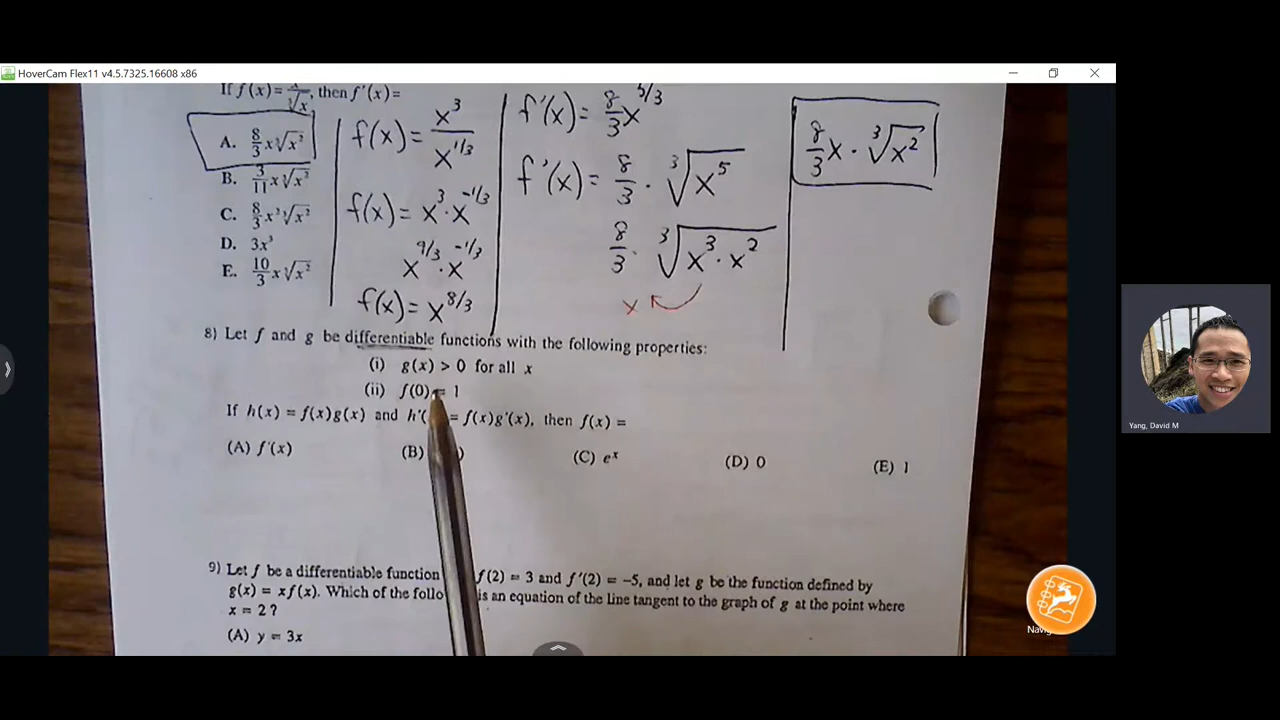 HoverCam Flex11 v4.5.7325.16608 x86
If f(x) = /∛x, then f'(x) =
A. 8/3 x∛x²
B. 3/11 x∛x²
C. 8/3 x²∛x²
D. 3x³
E. 10/3 x∛x²
f(x) = x³/x^1/3
f(x) = x³·x^-1/3
x^9/3·x^-1/3
f(x) = x^8/3
f'(x) = 8/3 x^5/3
f'(x) = 8/3 · ∛x⁵
8/3 · ∛x³·x²
x
8/3 x · ∛x²
8) Let f and g be differentiable functions with the following properties:
(i) g(x) > 0 for all x
(ii) f(0) = 1
If h(x) = f(x)g(x) and h'( = f(x)g'(x), then f(x) =
(A) f'(x)
(B) )
(C) eˣ
(D) 0
(E) 1
9) Let f be a differentiable function f(2) = 3 and f'(2) = −5, and let g be the function defined by
g(x) = xf(x). Which of the is an equation of the line tangent to the graph of g at the point where
x = 2?
(A) y = 3x
Yang, David M